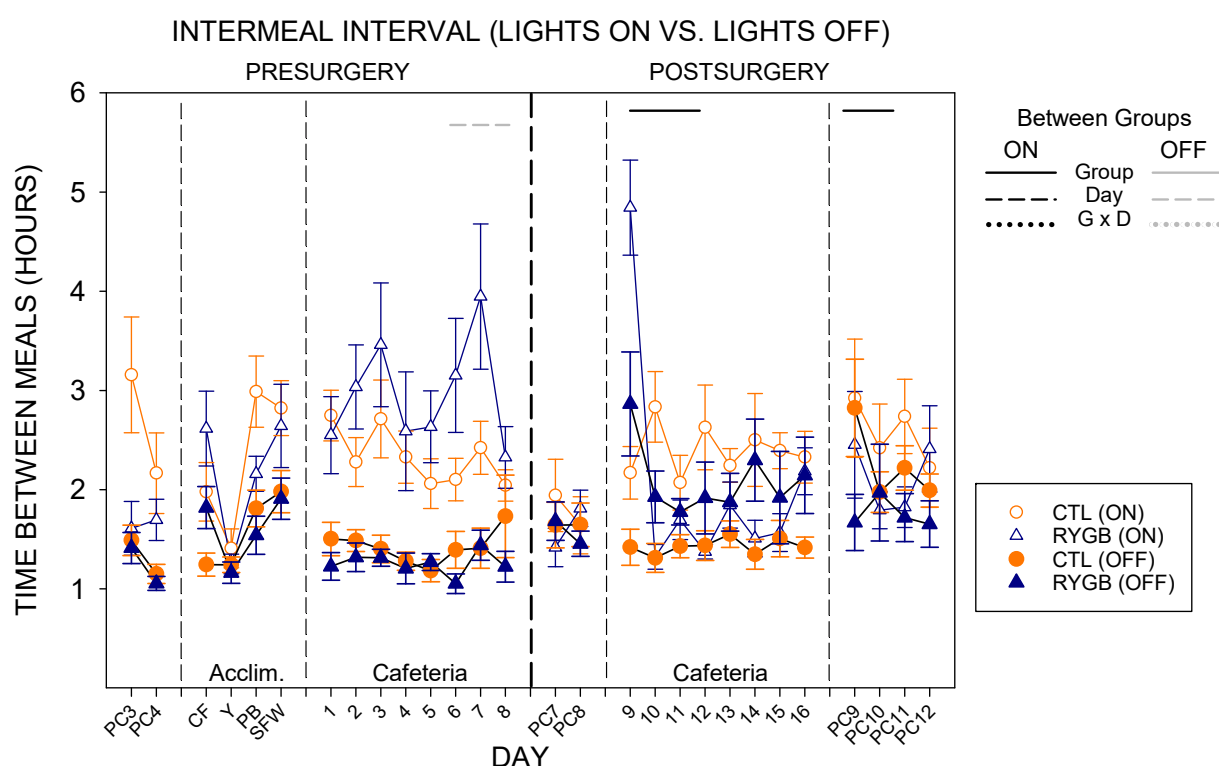 INTERMEAL INTERVAL (LIGHTS ON VS. LIGHTS OFF)
PRESURGERY POSTSURGERY
TIME BETWEEN MEALS (HOURS)
6
5
4
3
2
1
Acclim. Cafeteria Cafeteria
PC3 PC4 CF Y PB SFW 1 2 3 4 5 6 7 8 PC7 PC8 9 10 11 12 13 14 15 16 PC9 PC10 PC11 PC12
DAY
Between Groups
ON OFF
Group
Day
G x D
CTL (ON)
RYGB (ON)
CTL (OFF)
RYGB (OFF)